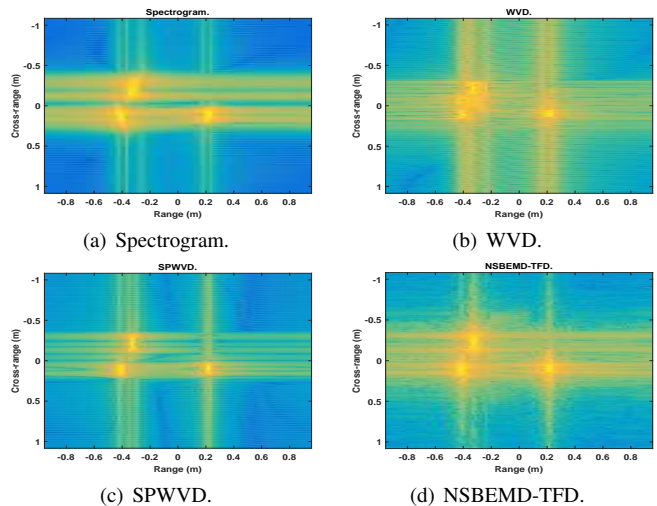 Spectrogram.
Cross-range (m)
-1
-0.5
0
0.5
1
-0.8 -0.6 -0.4 -0.2 0 0.2 0.4 0.6 0.8
Range (m)
(a) Spectrogram.
WVD.
Cross-range (m)
-1
-0.5
0
0.5
1
-0.8 -0.6 -0.4 -0.2 0 0.2 0.4 0.6 0.8
Range (m)
(b) WVD.
SPWVD.
Cross-range (m)
-1
-0.5
0
0.5
1
-0.8 -0.6 -0.4 -0.2 0 0.2 0.4 0.6 0.8
Range (m)
(c) SPWVD.
NSBEMD-TFD.
Cross-range (m)
-1
-0.5
0
0.5
1
-0.8 -0.6 -0.4 -0.2 0 0.2 0.4 0.6 0.8
Range (m)
(d) NSBEMD-TFD.